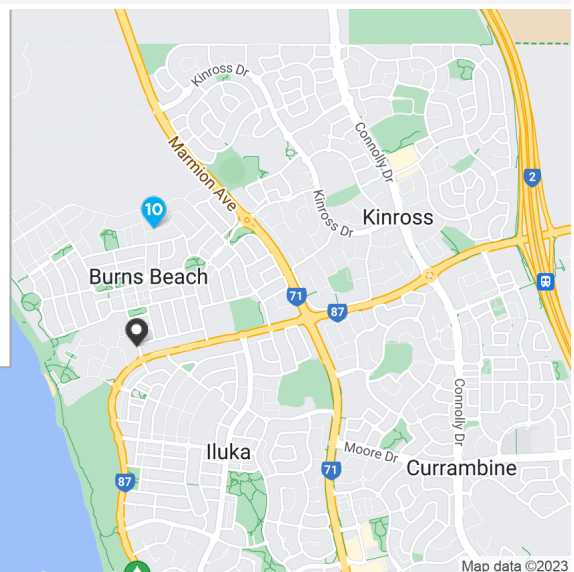 Kinross Dr
Connolly Dr
Marmion Ave
2
10
Kinross Dr
Kinross
Burns Beach
71
87
Connolly Dr
Iluka
Moore Dr
71
Currambine
87
Map data ©2023